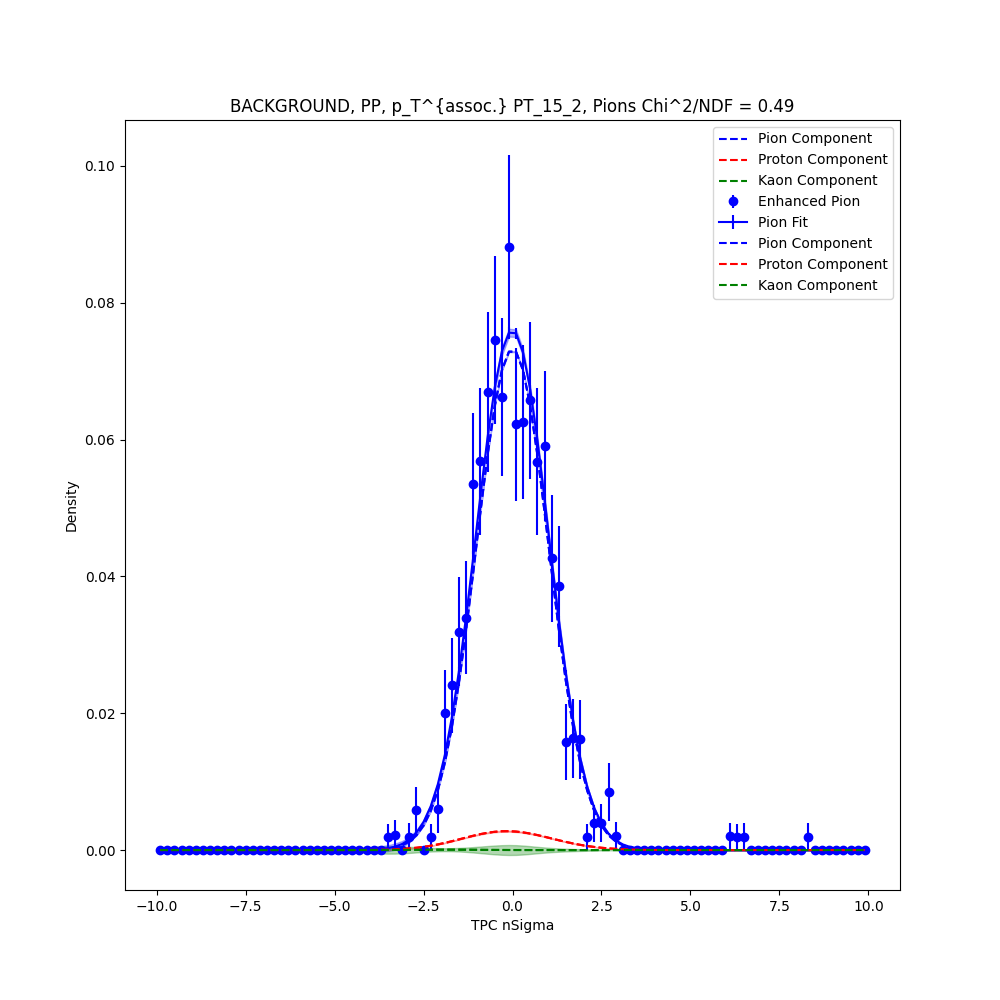 BACKGROUND, PP, p_T^{assoc.} PT_15_2, Pions Chi^2/NDF = 0.49
Pion Component
Proton Component
Kaon Component
Enhanced Pion
Pion Fit
Pion Component
Proton Component
Kaon Component
0.10
0.08
0.06
0.04
0.02
0.00
Density
−10.0 −7.5 −5.0 −2.5 0.0 2.5 5.0 7.5 10.0
TPC nSigma